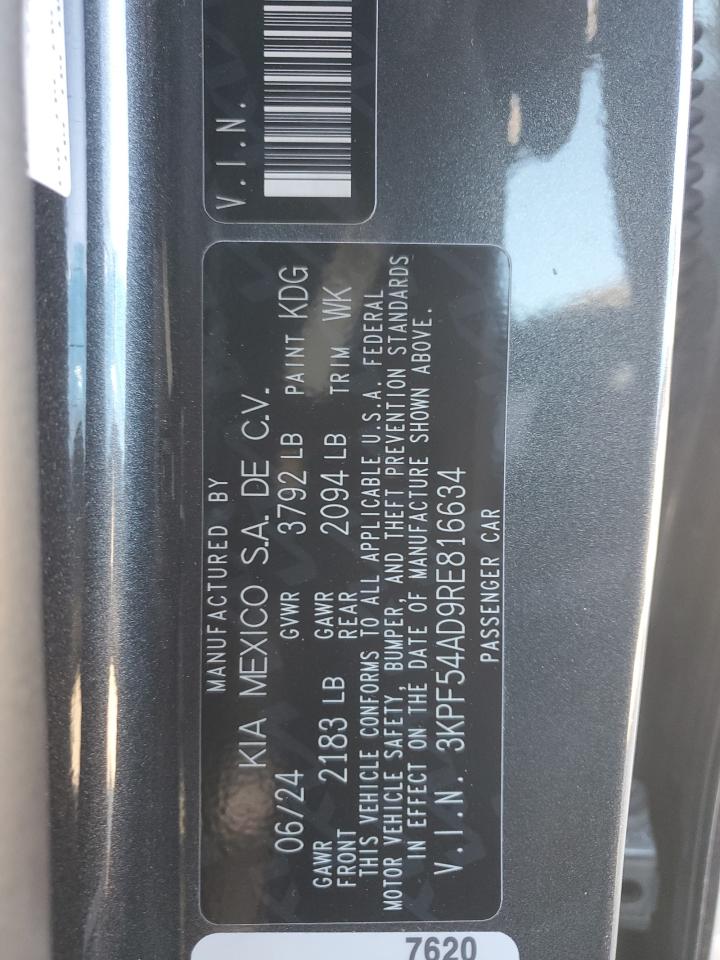 V.I.N.
MANUFACTURED BY
KIA MEXICO S.A. DE C.V.
06/24 GVWR 3792 LB PAINT KDG
GAWR FRONT 2183 LB GAWR REAR 2094 LB TRIM WK
THIS VEHICLE CONFORMS TO ALL APPLICABLE U.S.A. FEDERAL
MOTOR VEHICLE SAFETY, BUMPER, AND THEFT PREVENTION STANDARDS
IN EFFECT ON THE DATE OF MANUFACTURE SHOWN ABOVE.
V.I.N. 3KPF54AD9RE816634
PASSENGER CAR
7620